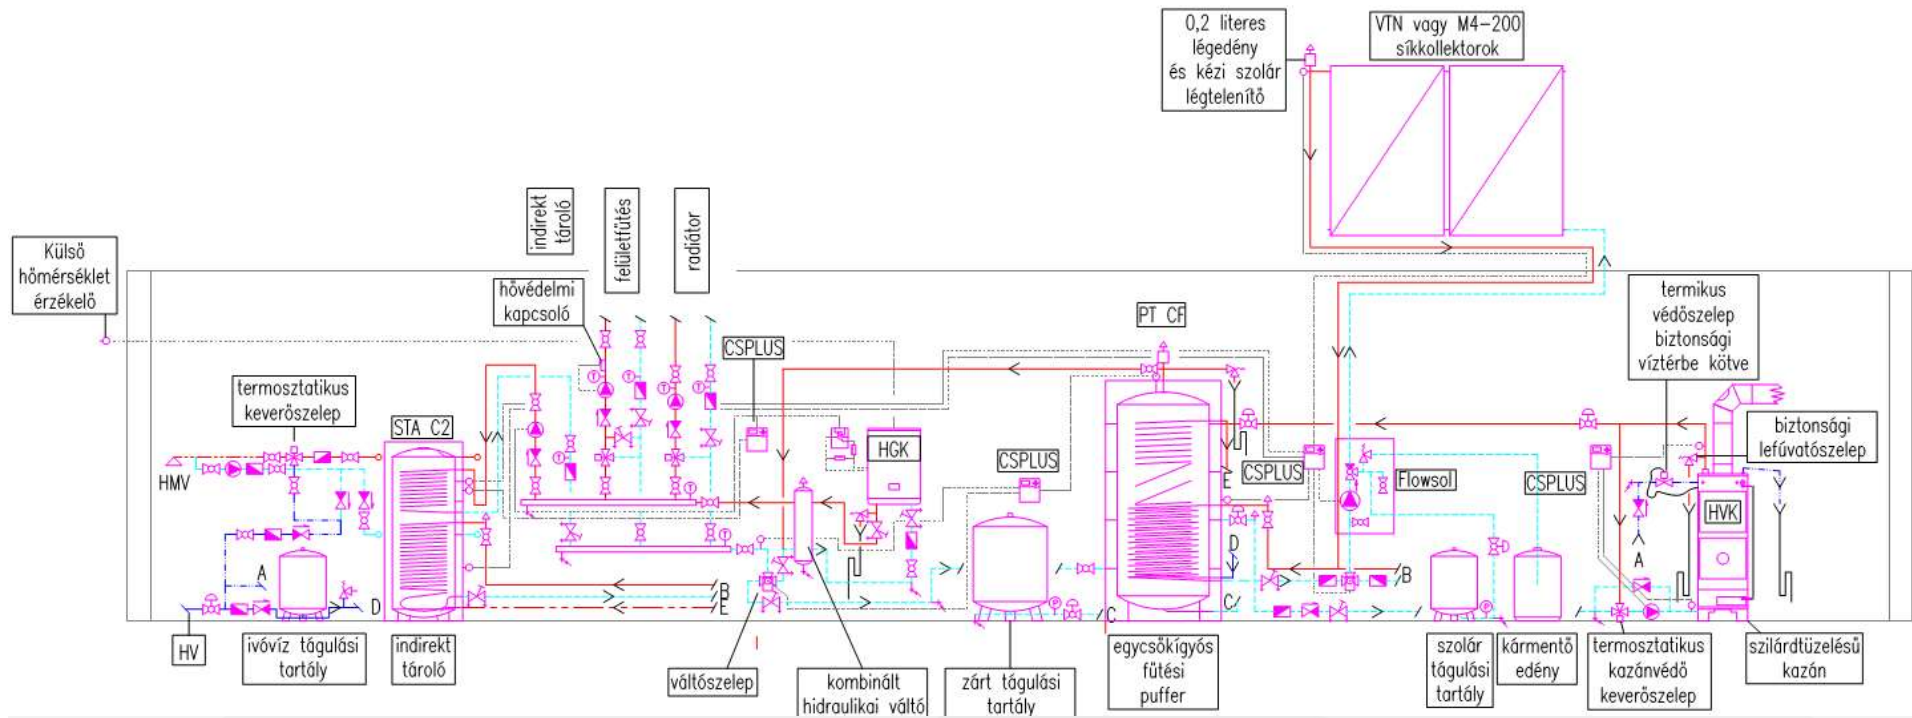 0,2 literes
légedény
és kézi szolár
légtelenítő
VTN vagy M4-200
síkkollektorok
Külső
hőmérséklet
érzékelő
indirekt
tároló
felületfűtés
radiátor
hővédelmi
kapcsoló
CSPLUS
PT CF
termikus
védőszelep
biztonsági
víztérbe kötve
termosztatikus
keverőszelep
STA C2
HGK
CSPLUS
CSPLUS
Flowsol
CSPLUS
biztonsági
lefúvatószelep
HVK
HMV
T
T
T
T
T
T
T
E
D
C
B
A
A
D
B
E
C
P
P
HV
ivóvíz tágulási
tartály
indirekt
tároló
váltószelep
kombinált
hidraulikai váltó
zárt tágulási
tartály
egycsőkígyós
fűtési
puffer
szolár
tágulási
tartály
kármentő
edény
termosztatikus
kazánvédő
keverőszelep
szilárdtüzelésű
kazán